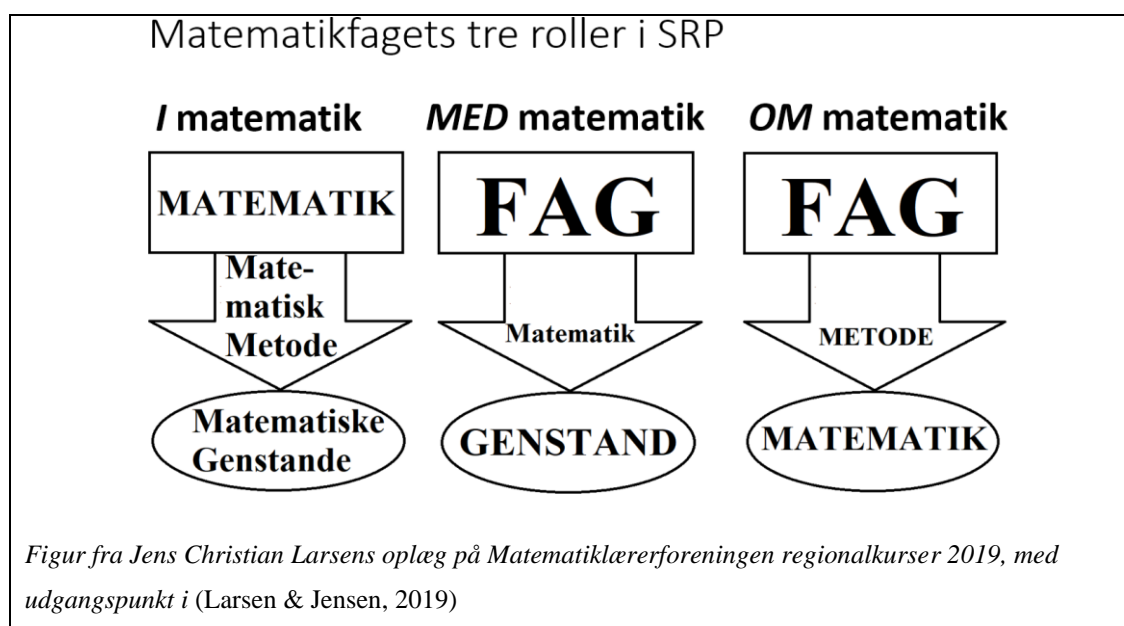 Matematikfagets tre roller i SRP
I matematik
MED matematik
OM matematik
MATEMATIK
FAG
FAG
Mate-
matisk
Metode
Matematik
METODE
Matematiske
Genstande
GENSTAND
MATEMATIK
Figur fra Jens Christian Larsens oplæg på Matematiklærerforeningen regionalkurser 2019, med
udgangspunkt i (Larsen & Jensen, 2019)